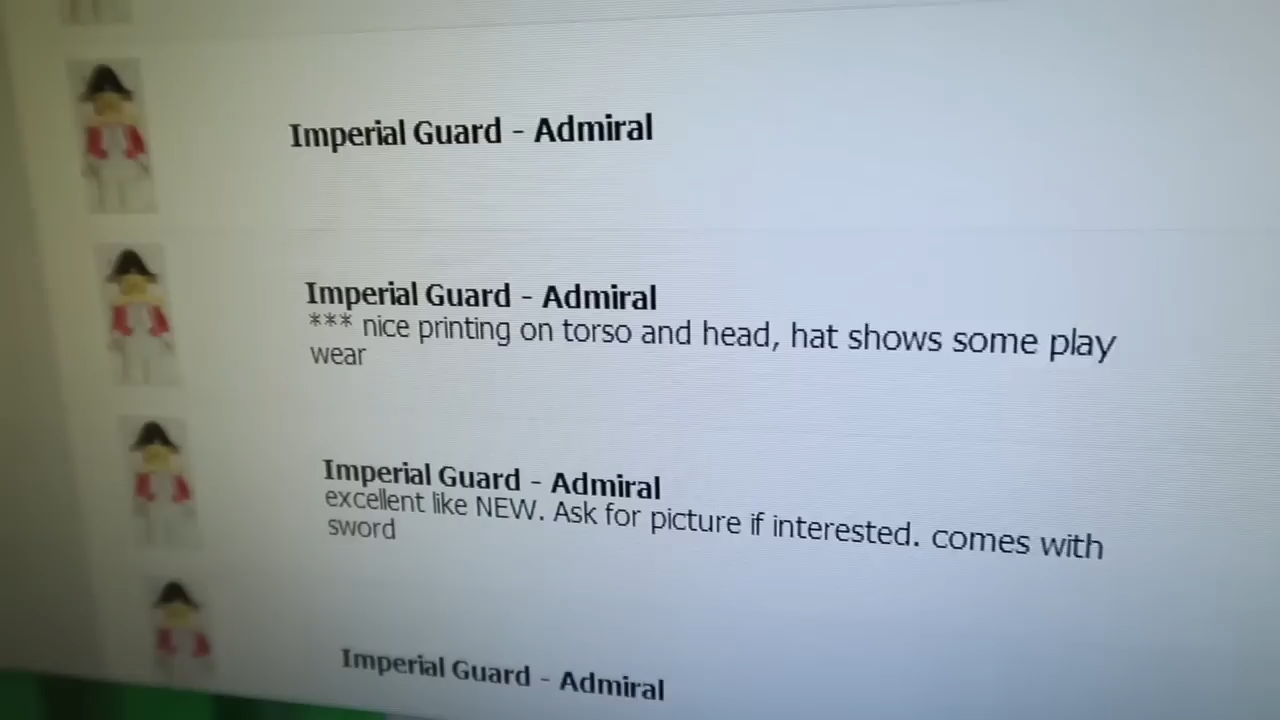 Imperial Guard - Admiral
Imperial Guard - Admiral
*** nice printing on torso and head, hat shows some play
wear
Imperial Guard - Admiral
excellent like NEW. Ask for picture if interested. comes with
sword
Imperial Guard - Admiral